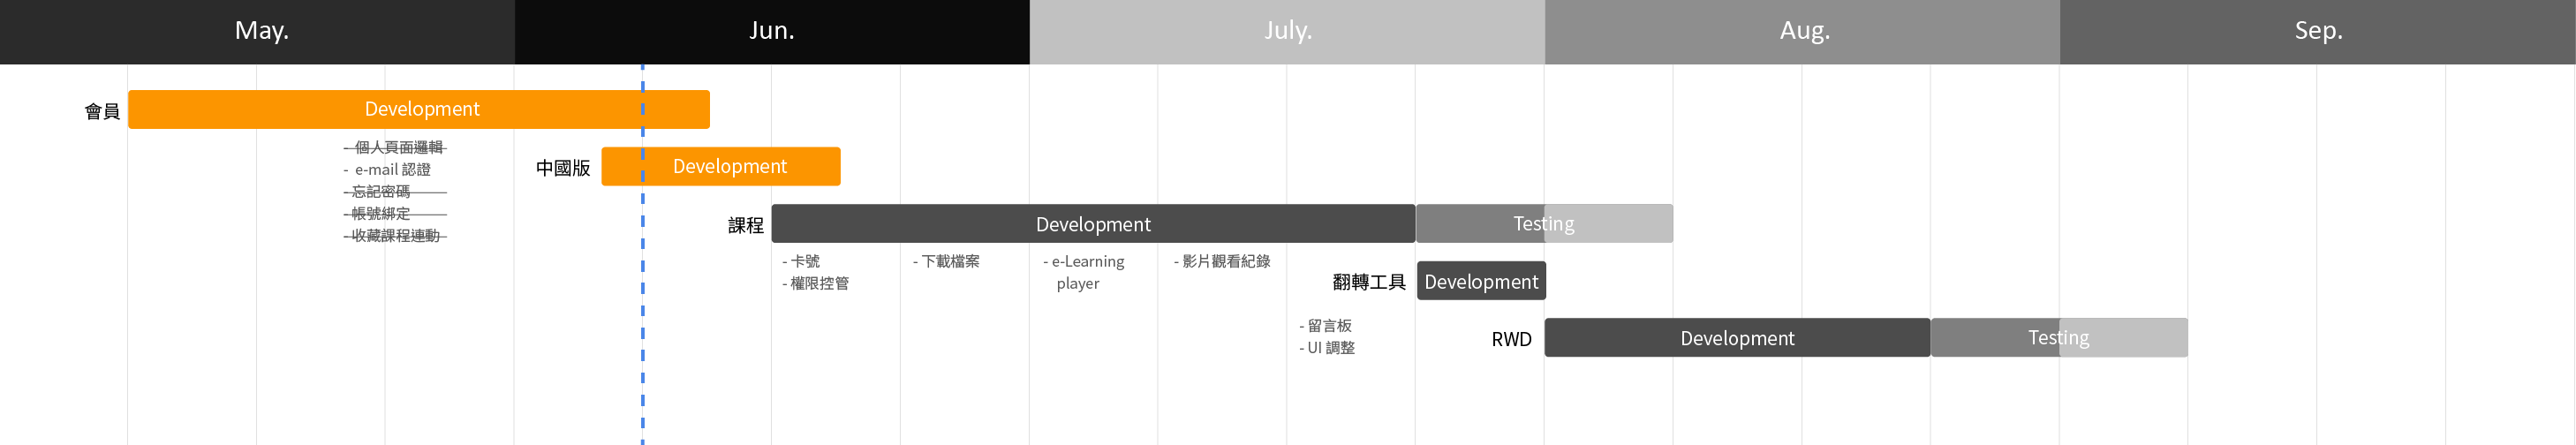 May.
Jun.
July.
Aug.
Sep.
會員
Development
- 個人頁面邏輯
- e-mail 認證
- 忘記密碼
- 帳號綁定
- 收藏課程連動
中國版
Development
課程
Development
Testing
- 卡號
- 權限控管
- 下載檔案
- e-Learning
player
- 影片觀看紀錄
翻轉工具
Development
- 留言板
- UI 調整
RWD
Development
Testing